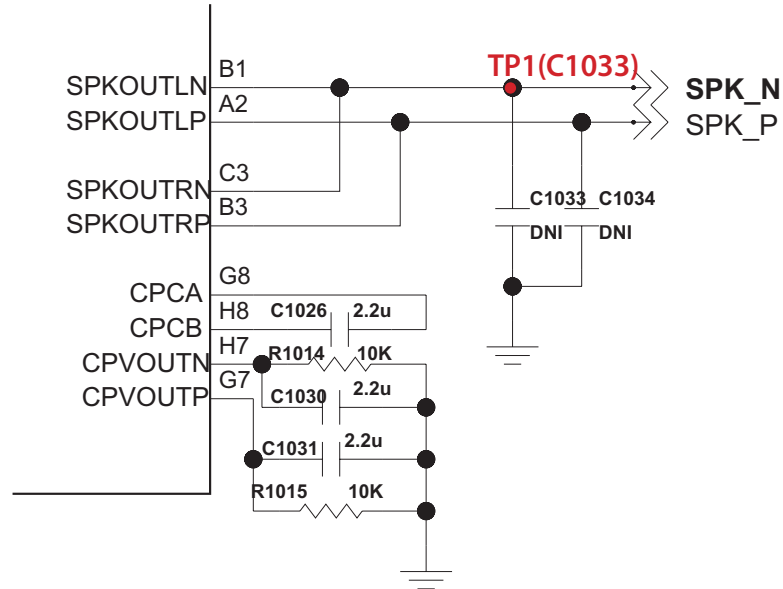 TP1(C1033)
SPKOUTLN B1 SPK_N
SPKOUTLP A2 SPK_P
SPKOUTRN C3
SPKOUTRP B3
C1033 C1034
DNI DNI
CPCA G8
CPCB H8 C1026 2.2u
CPVOUTN H7 R1014 10K
CPVOUTP G7 C1030 2.2u
C1031 2.2u
R1015 10K